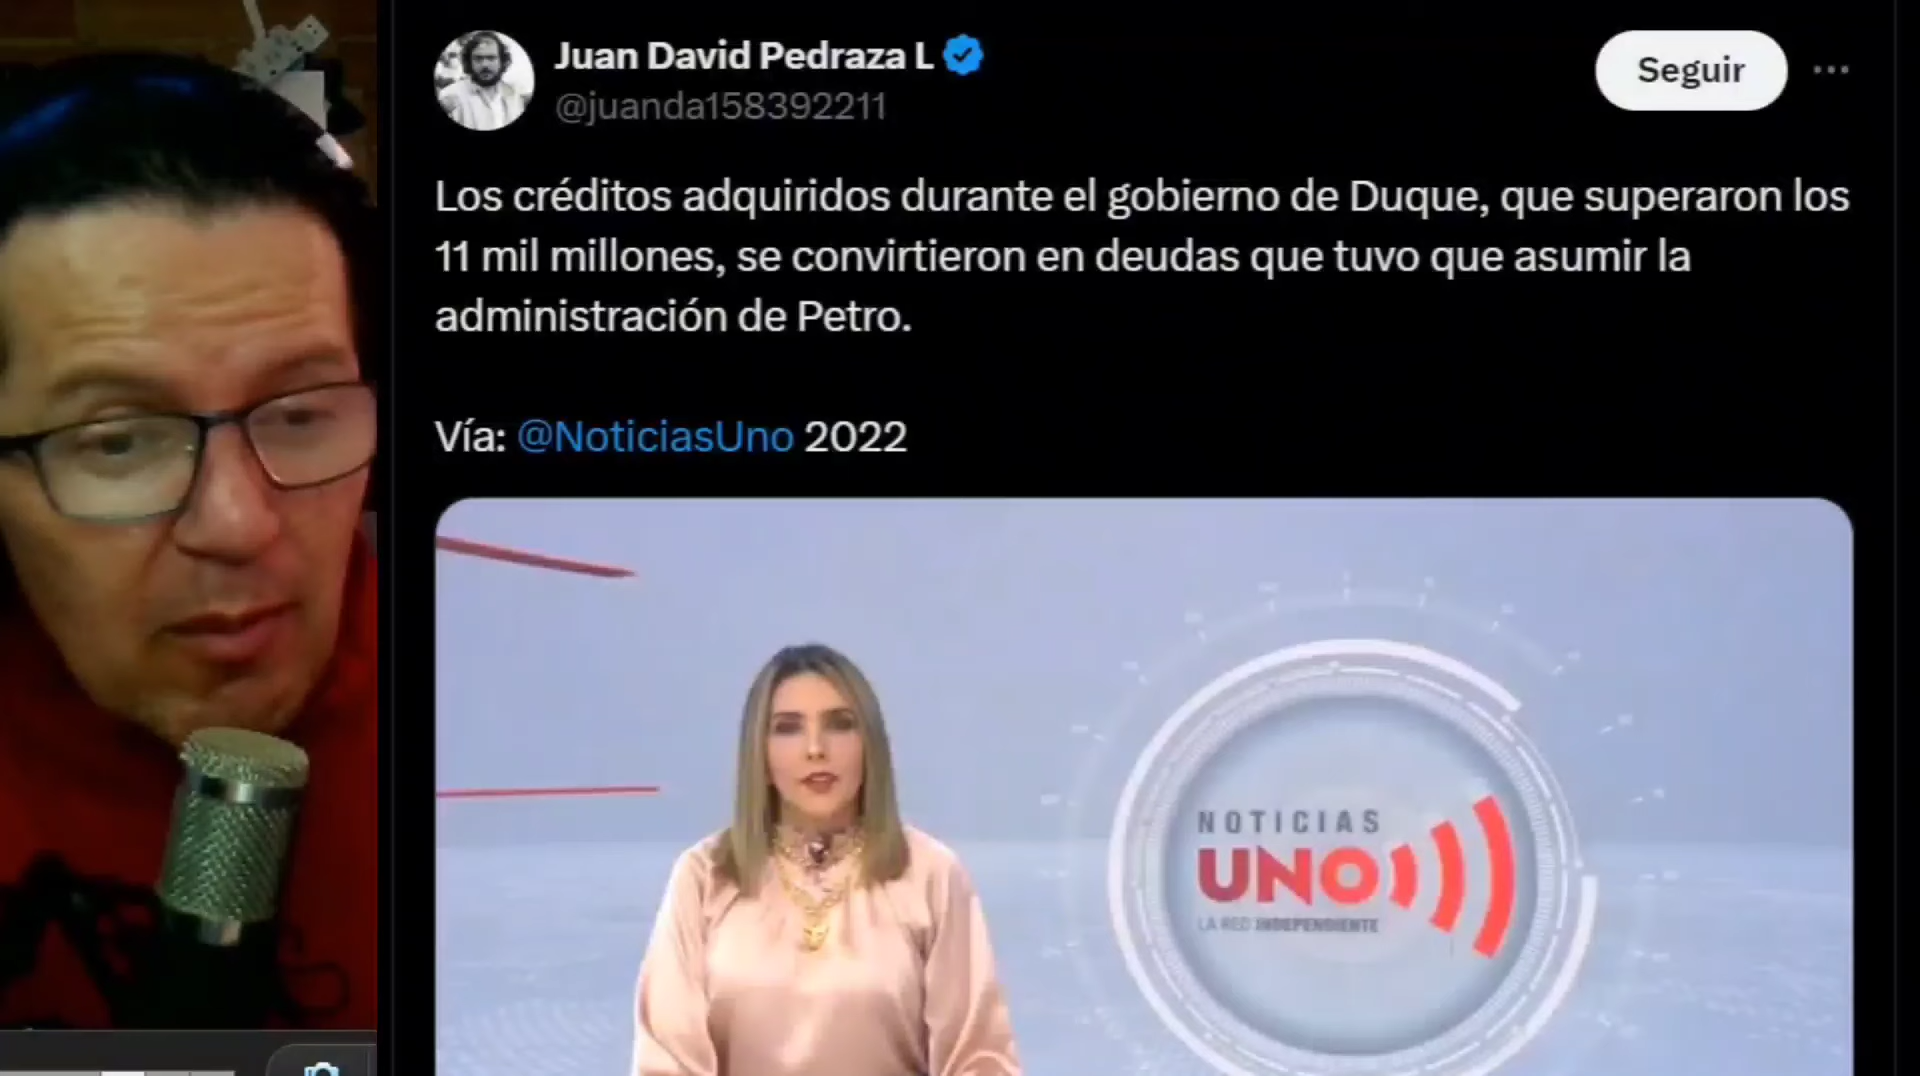 Juan David Pedraza L
@juanda158392211
Seguir
Los créditos adquiridos durante el gobierno de Duque, que superaron los
11 mil millones, se convirtieron en deudas que tuvo que asumir la
administración de Petro.
Vía: @NoticiasUno 2022
NOTICIAS
UNO
LA RED INDEPENDIENTE